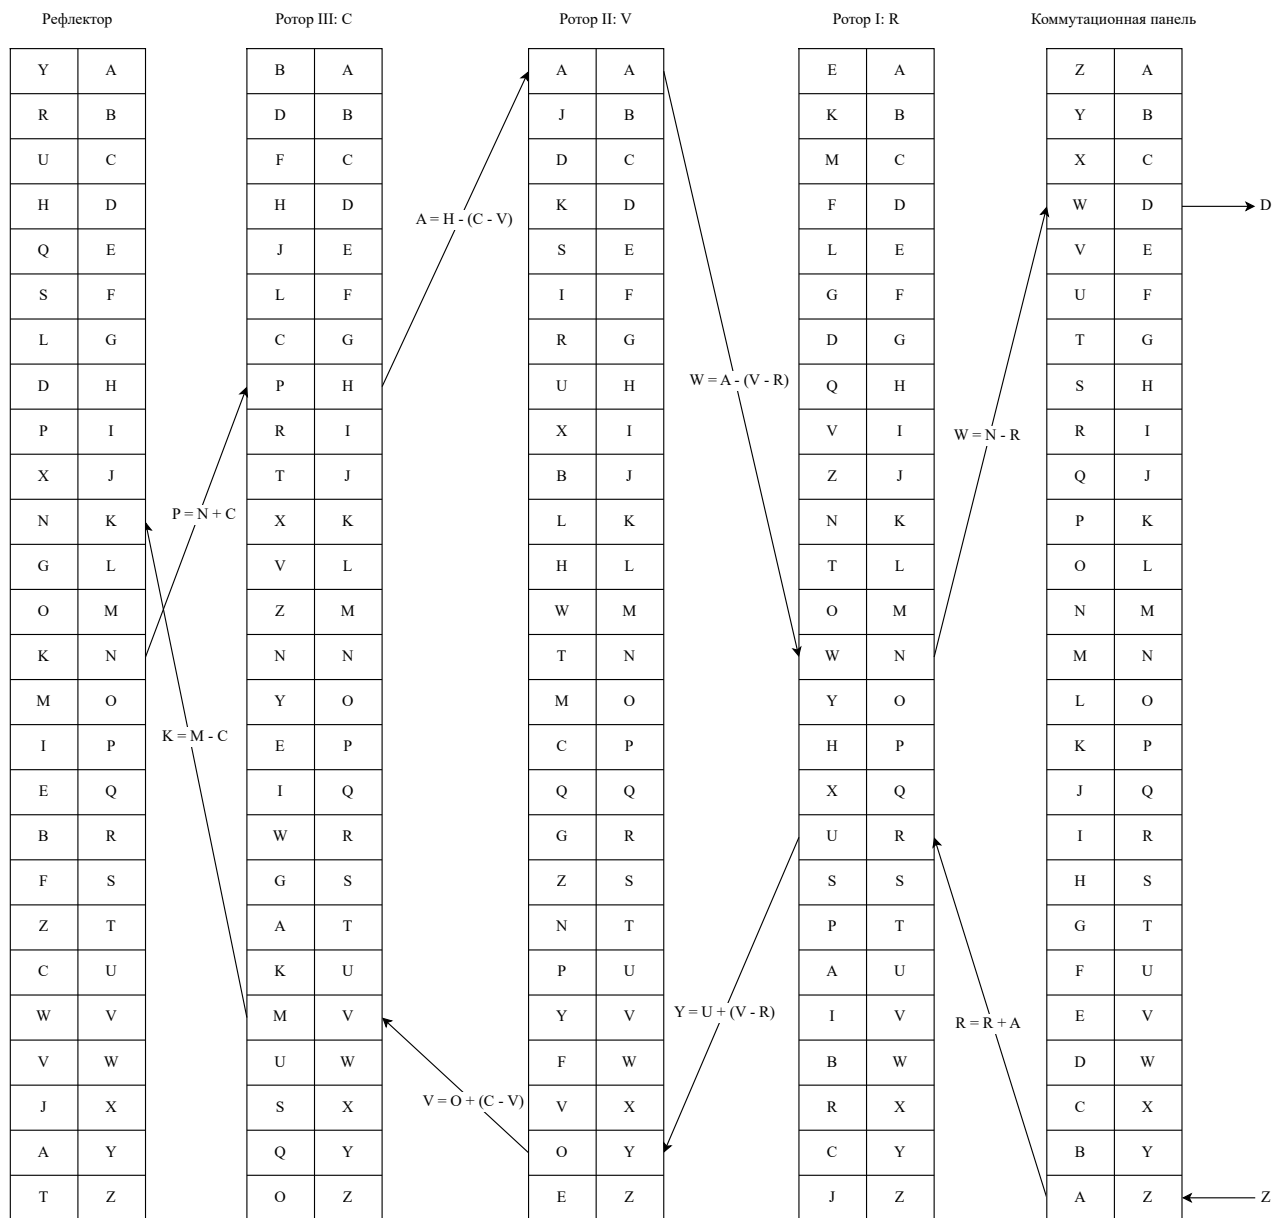 Рефлектор Ротор III: C Ротор II: V Ротор I: R Коммутационная панель
Y A B A A A E A Z A
R B D B J B K B Y B
U C F C D C M C X C
H D H D K D F D W D D
A = H - (C - V)
Q E J E S E L E V E
S F L F I F G F U F
L G C G R G D G T G
D H P H U H Q H S H
W = A - (V - R)
P I R I X I V I R I
W = N - R
X J T J B J Z J Q J
N K X K L K N K P K
P = N + C
G L V L H L T L O L
O M Z M W M O M N M
K N N N T N W N M N
M O Y O M O Y O L O
K = M - C
I P E P C P H P K P
E Q I Q Q Q X Q J Q
B R W R G R U R I R
F S G S Z S S S H S
Z T A T N T P T G T
C U K U P U A U F U
W V M V Y V I V E V
Y = U + (V - R)
R = R + A
V W U W F W B W D W
J X S X V X R X C X
V = O + (C - V)
A Y Q Y O Y C Y B Y
T Z O Z E Z J Z A Z Z